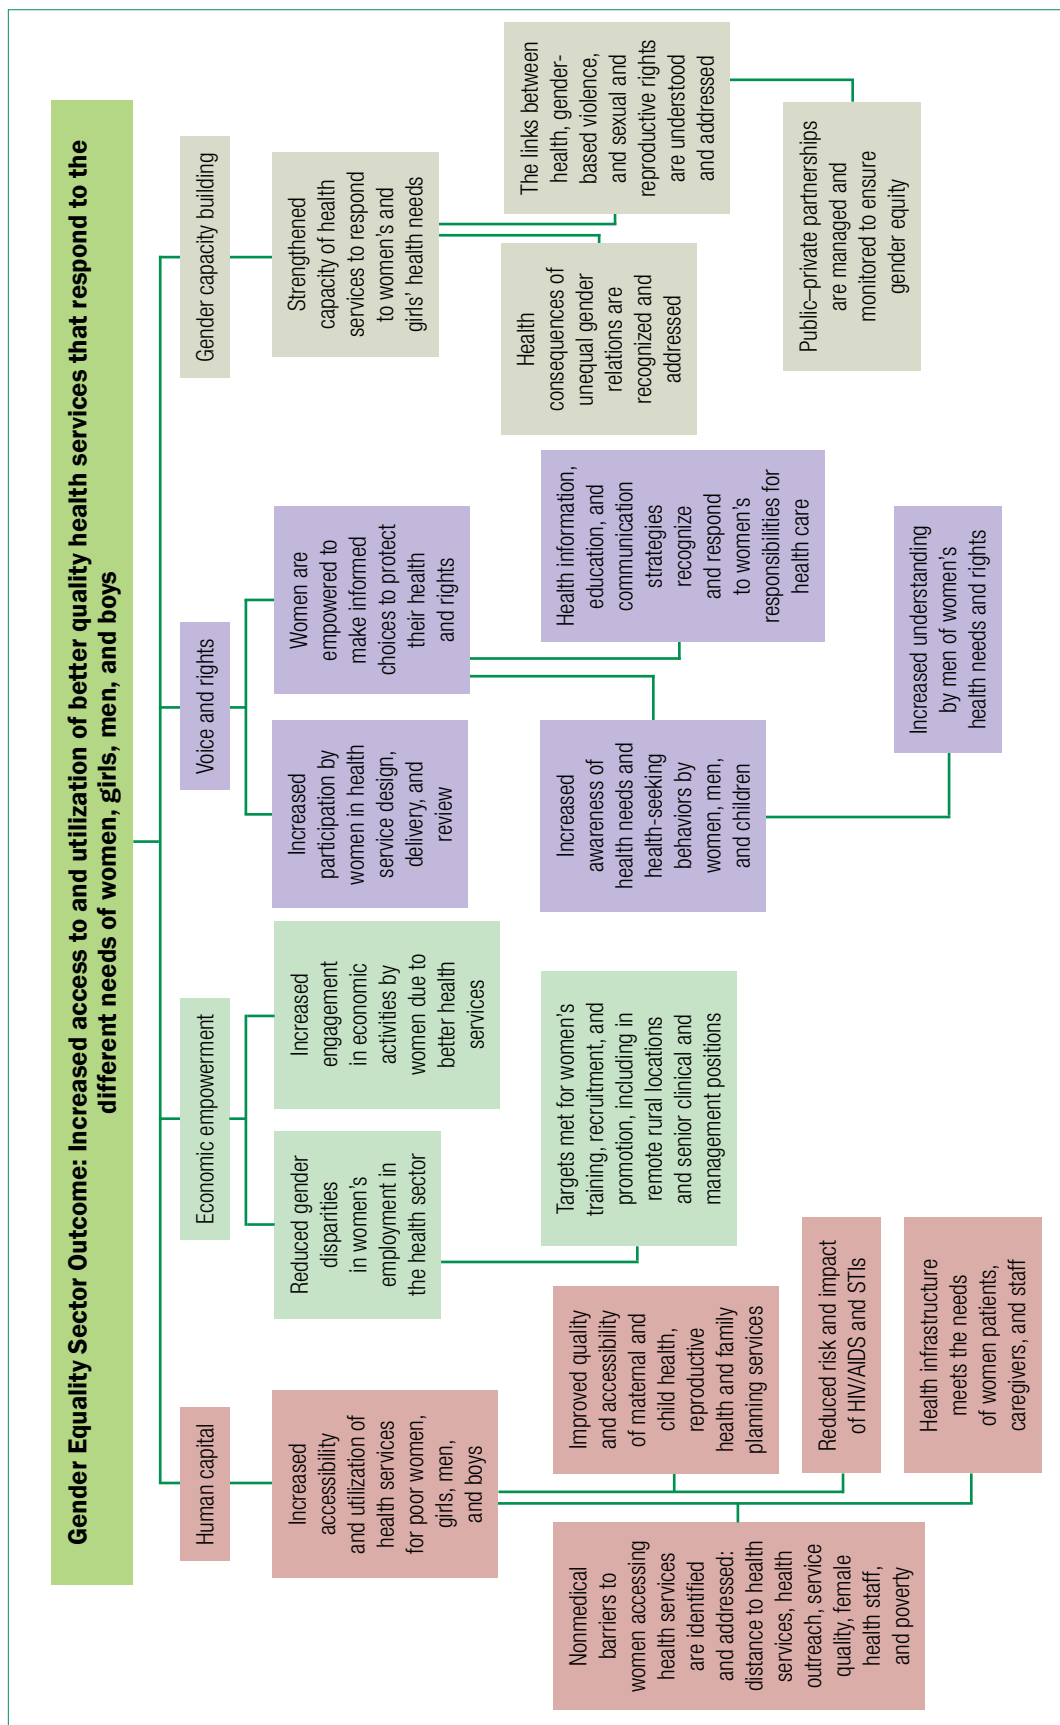 Gender Equality Sector Outcome: Increased access to and utilization of better quality health services that respond to the
different needs of women, girls, men, and boys
Human capital
Increased
accessibility
and utilization of
health services
for poor women,
girls, men,
and boys
Nonmedical
barriers to
women accessing
health services
are identified
and addressed:
distance to health
services, health
outreach, service
quality, female
health staff,
and poverty
Improved quality
and accessibility
of maternal and
child health,
reproductive
health and family
planning services
Reduced risk and impact
of HIV/AIDS and STIs
Health infrastructure
meets the needs
of women patients,
caregivers, and staff
Economic empowerment
Reduced gender
disparities
in women’s
employment in
the health sector
Increased
engagement
in economic
activities by
women due to
better health
services
Targets met for women’s
training, recruitment, and
promotion, including in
remote rural locations
and senior clinical and
management positions
Voice and rights
Increased
participation by
women in health
service design,
delivery, and
review
Women are
empowered to
make informed
choices to protect
their health
and rights
Increased
awareness of
health needs and
health-seeking
behaviors by
women, men,
and children
Health information,
education, and
communication
strategies
recognize
and respond
to women’s
responsibilities for
health care
Increased understanding
by men of women’s
health needs and rights
Gender capacity building
Strengthened
capacity of health
services to respond
to women’s and
girls’ health needs
Health
consequences of
unequal gender
relations are
recognized and
addressed
The links between
health, gender-
based violence,
and sexual and
reproductive rights
are understood
and addressed
Public–private partnerships
are managed and
monitored to ensure
gender equity